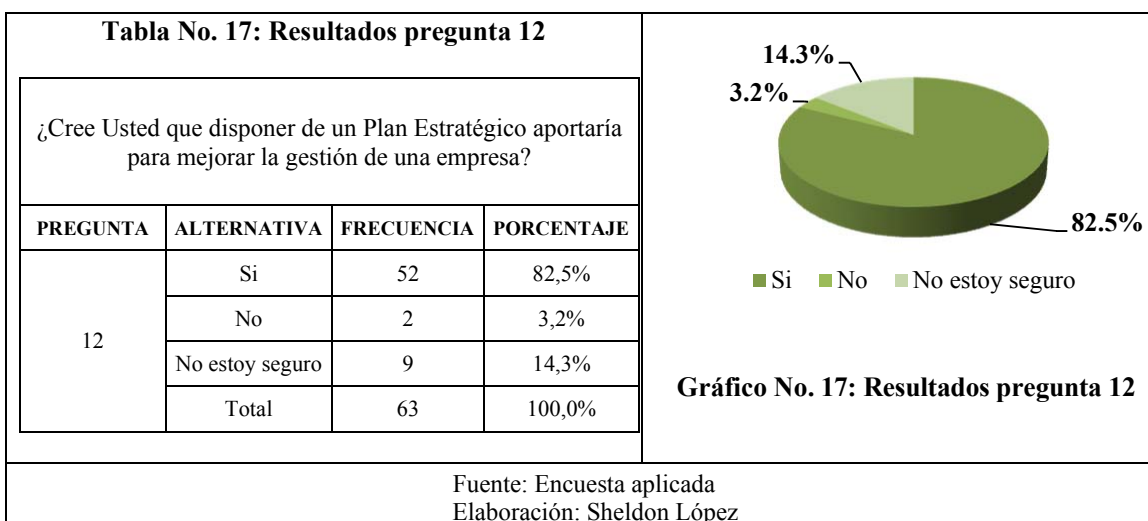 Tabla No. 17: Resultados pregunta 12
¿Cree Usted que disponer de un Plan Estratégico aportaría
para mejorar la gestión de una empresa?
PREGUNTA ALTERNATIVA FRECUENCIA PORCENTAJE
12
Si 52 82,5%
No 2 3,2%
No estoy seguro 9 14,3%
Total 63 100,0%
14.3%
3.2%
82.5%
Si No No estoy seguro
Gráfico No. 17: Resultados pregunta 12
Fuente: Encuesta aplicada
Elaboración: Sheldon López